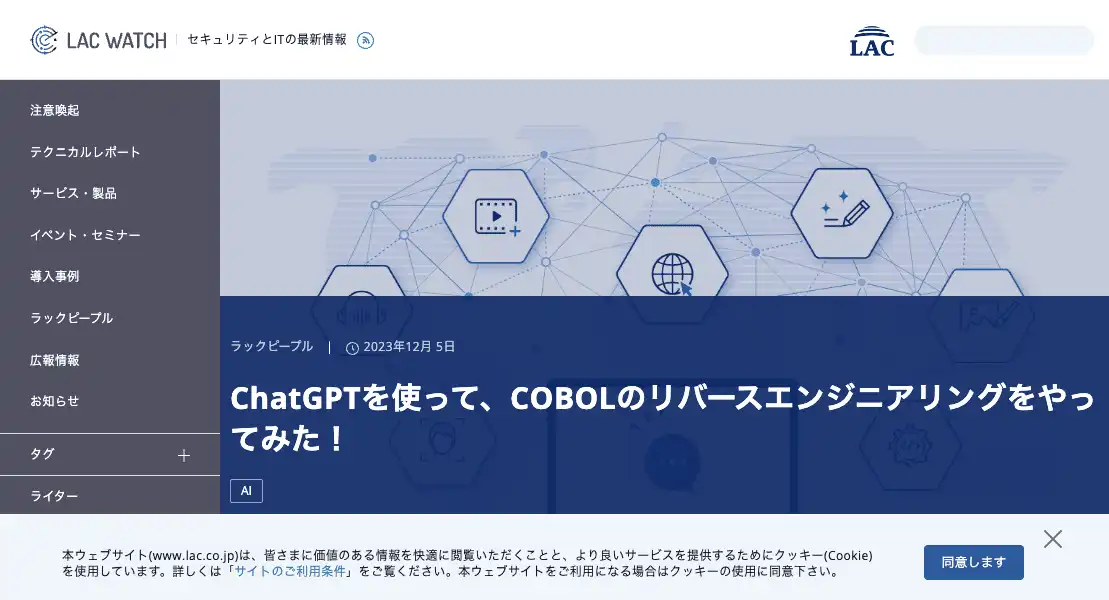 LAC WATCH
セキュリティとITの最新情報
LAC
注意喚起
テクニカルレポート
サービス・製品
イベント・セミナー
導入事例
ラックピープル
広報情報
お知らせ
タグ
ライター
ラックピープル
2023年12月 5日
ChatGPTを使って、COBOLのリバースエンジニアリングをやっ
てみた！
AI
本ウェブサイト(www.lac.co.jp)は、皆さまに価値のある情報を快適に閲覧いただくことと、より良いサービスを提供するためにクッキー(Cookie)
を使用しています。詳しくは「サイトのご利用条件」をご覧ください。本ウェブサイトをご利用になる場合はクッキーの使用に同意下さい。
同意します